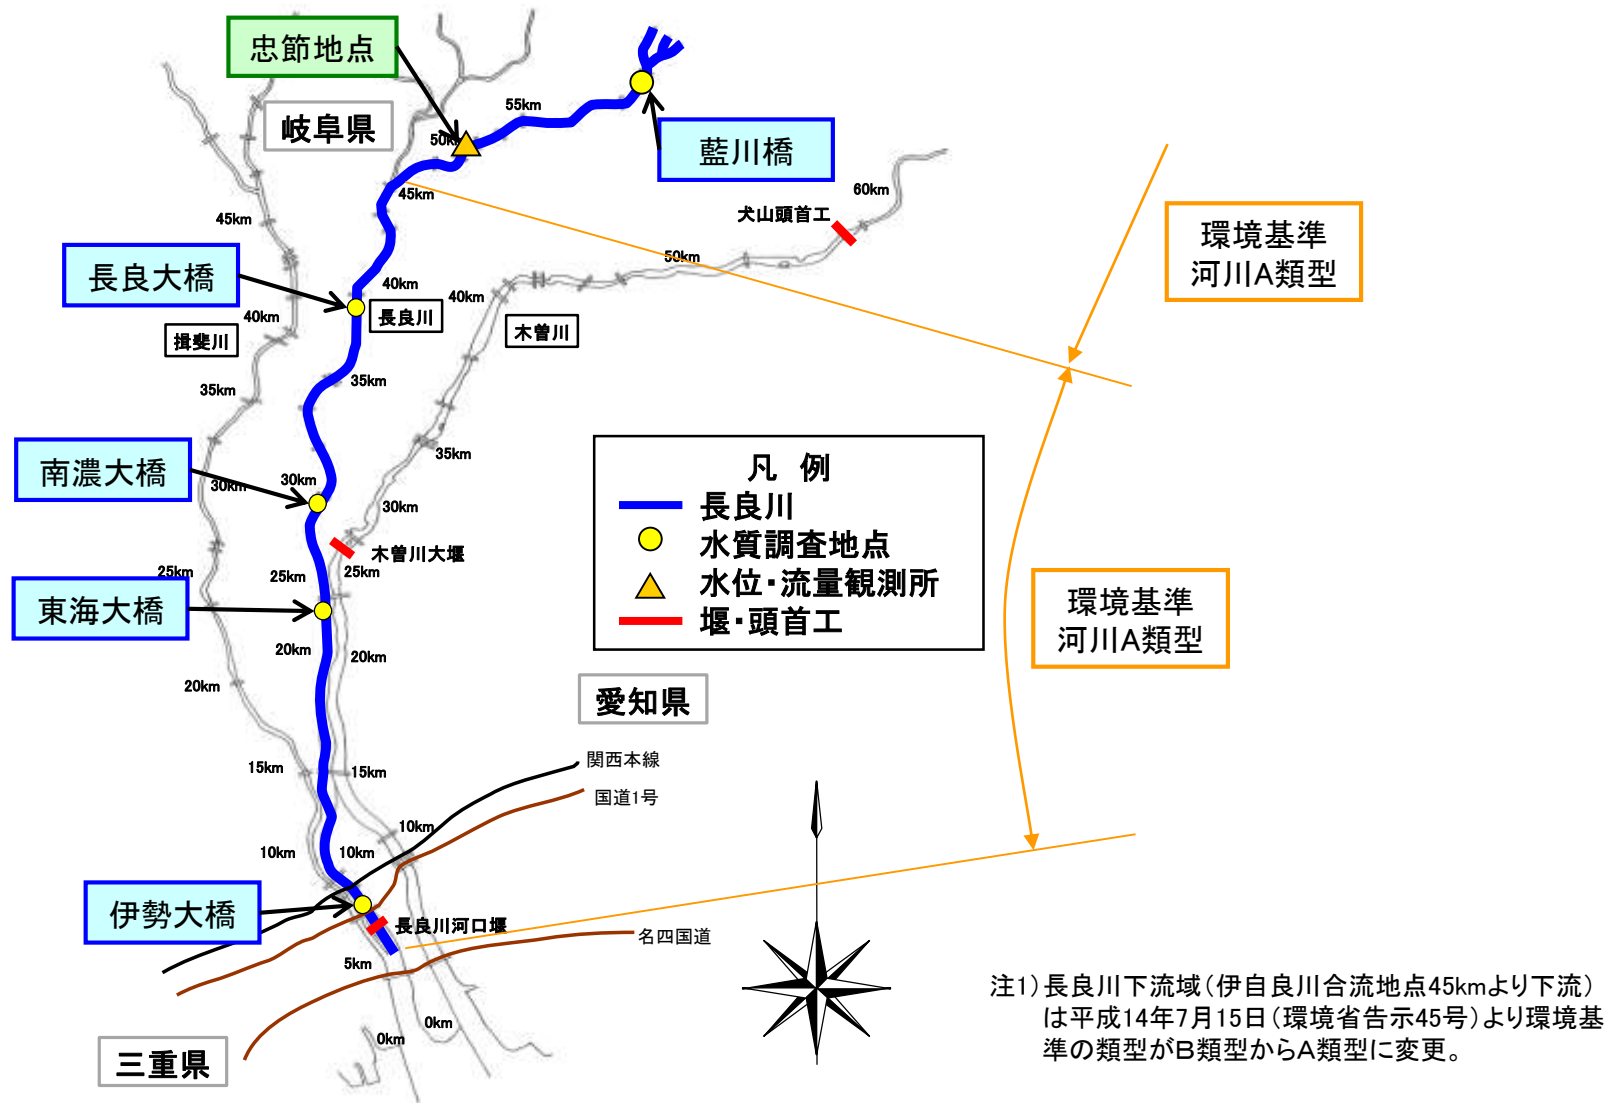 忠節地点
岐阜県
藍川橋
55km
50km
45km
60km
犬山頭首工
50km
45km
長良大橋
40km
長良川
40km
木曽川
40km
揖斐川
35km
35km
35km
南濃大橋
30km
30km
30km
木曽川大堰
25km
25km
25km
東海大橋
20km
20km
20km
愛知県
15km
15km
関西本線
国道1号
10km
10km
10km
伊勢大橋
長良川河口堰
名四国道
5km
0km
0km
三重県
凡 例
長良川
水質調査地点
水位・流量観測所
堰・頭首工
環境基準
河川A類型
環境基準
河川A類型
注1）長良川下流域（伊自良川合流地点45kmより下流）
は平成14年7月15日（環境省告示45号）より環境基
準の類型がB類型からA類型に変更。